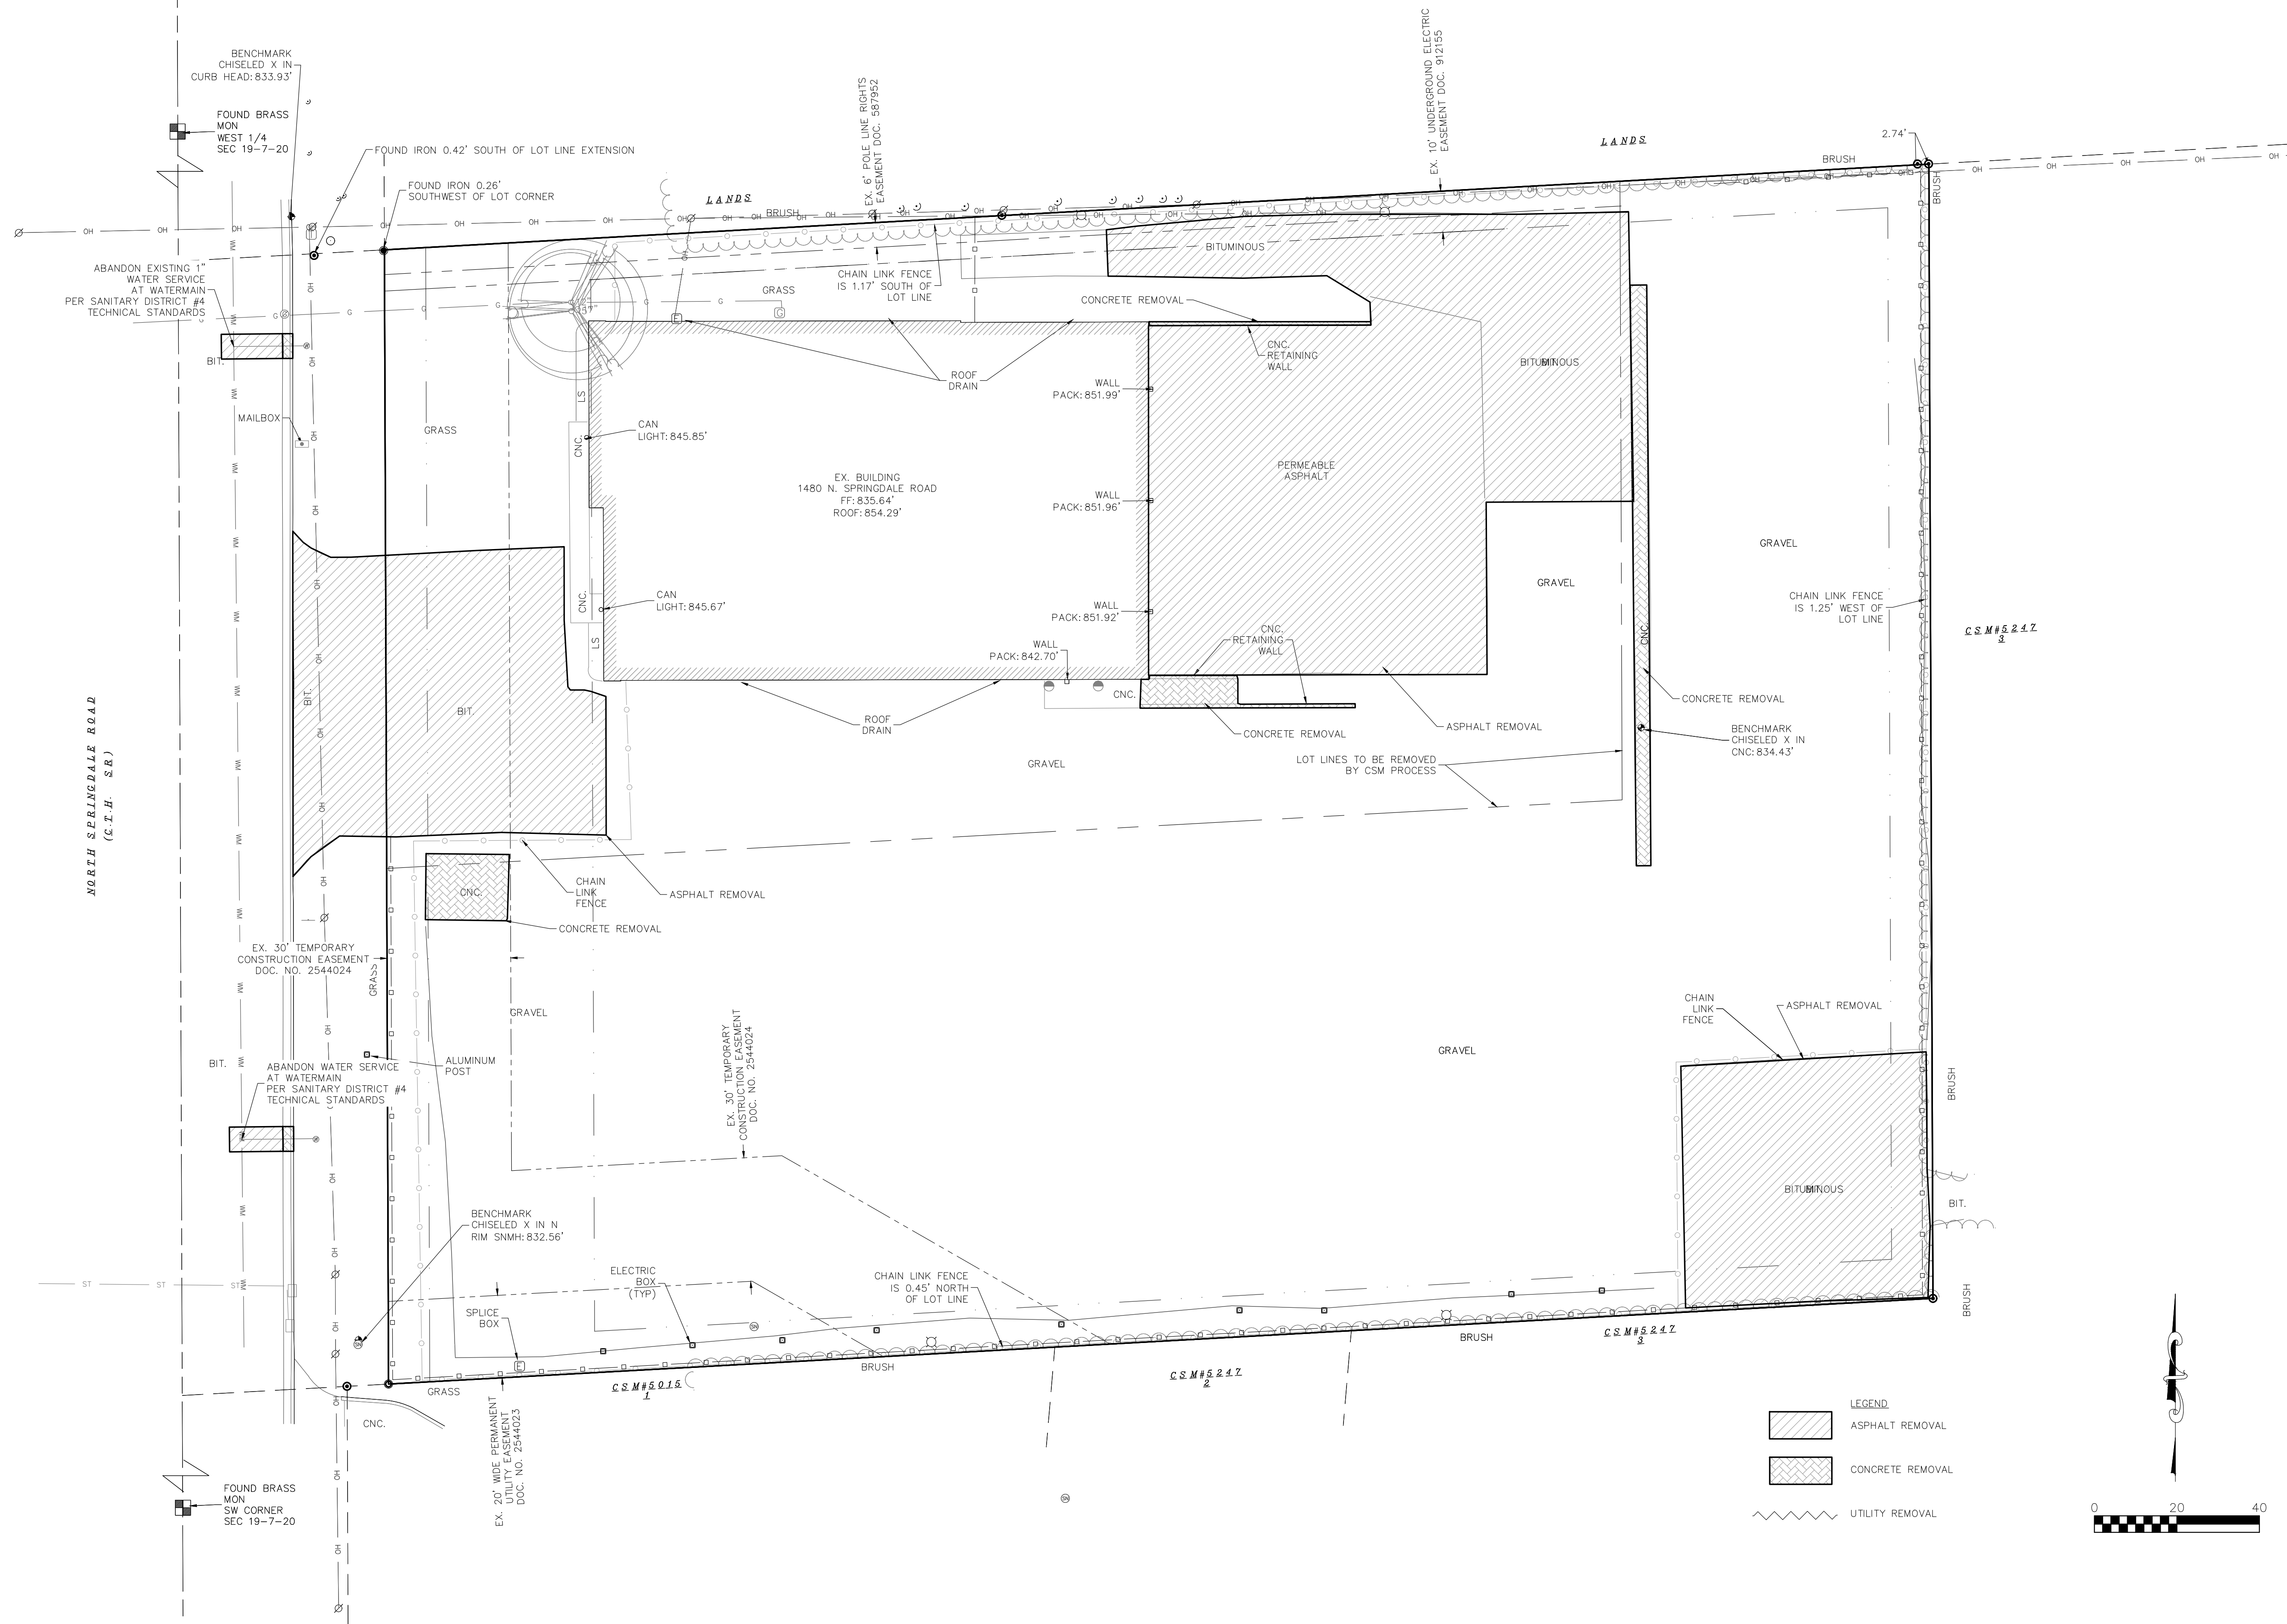 BENCHMARK
CHISELED X IN
CURB HEAD: 833.93'
FOUND BRASS
MON
WEST 1/4
SEC 19-7-20
FOUND IRON 0.42' SOUTH OF LOT LINE EXTENSION
FOUND IRON 0.26'
SOUTHWEST OF LOT CORNER
EX. 6' POLE LINE RIGHTS
EASEMENT DOC. 587952
EX. 10' UNDERGROUND ELECTRIC
EASEMENT DOC. 912155
LANDS
BRUSH
LANDS
BRUSH
2.74'
BRUSH
ABANDON EXISTING 1"
WATER SERVICE
AT WATERMAIN
PER SANITARY DISTRICT #4
TECHNICAL STANDARDS
BIT.
MAILBOX
GRASS
CHAIN LINK FENCE
IS 1.17' SOUTH OF
LOT LINE
GRASS
BITUMINOUS
CONCRETE REMOVAL
CNC.
RETAINING
WALL
ROOF
DRAIN
BITUMINOUS
BIT.
LS
CNC.
CAN
LIGHT: 845.85'
WALL
PACK: 851.99'
EX. BUILDING
1480 N. SPRINGDALE ROAD
FF: 835.64'
ROOF: 854.29'
WALL
PACK: 851.96'
PERMEABLE
ASPHALT
GRAVEL
GRAVEL
CNC.
CAN
LIGHT: 845.67'
LS
WALL
PACK: 851.92'
WALL
PACK: 842.70'
CNC.
RETAINING
WALL
CNC.
CNC.
CHAIN LINK FENCE
IS 1.25' WEST OF
LOT LINE
CSM#5247
3
NORTH SPRINGDALE ROAD
(C.T.H. SR)
BIT.
BIT.
ROOF
DRAIN
CONCRETE REMOVAL
ASPHALT REMOVAL
CONCRETE REMOVAL
BENCHMARK
CHISELED X IN
CNC: 834.43'
LOT LINES TO BE REMOVED
BY CSM PROCESS
GRAVEL
CNC.
CHAIN
LINK
FENCE
ASPHALT REMOVAL
CONCRETE REMOVAL
EX. 30' TEMPORARY
CONSTRUCTION EASEMENT
DOC. NO. 2544024
GRASS
GRAVEL
EX. 30' TEMPORARY
CONSTRUCTION EASEMENT
DOC. NO. 2544024
GRAVEL
CHAIN
LINK
FENCE
ASPHALT REMOVAL
BIT.
ABANDON WATER SERVICE
AT WATERMAIN
PER SANITARY DISTRICT #4
TECHNICAL STANDARDS
ALUMINUM
POST
BRUSH
BITUMINOUS
BIT.
BIT.
BRUSH
BENCHMARK
CHISELED X IN N
RIM SNMH: 832.56'
ELECTRIC
BOX
(TYP)
SPLICE
BOX
CHAIN LINK FENCE
IS 0.45' NORTH
OF LOT LINE
ST
ST
ST
BRUSH
BRUSH
CSM#5247
3
CSM#5247
2
CSM#5015
1
GRASS
CNC.
EX. 20' WIDE PERMANENT
UTILITY EASEMENT
DOC. NO. 2544023
FOUND BRASS
MON
SW CORNER
SEC 19-7-20
LEGEND
ASPHALT REMOVAL
CONCRETE REMOVAL
UTILITY REMOVAL
0 20 40